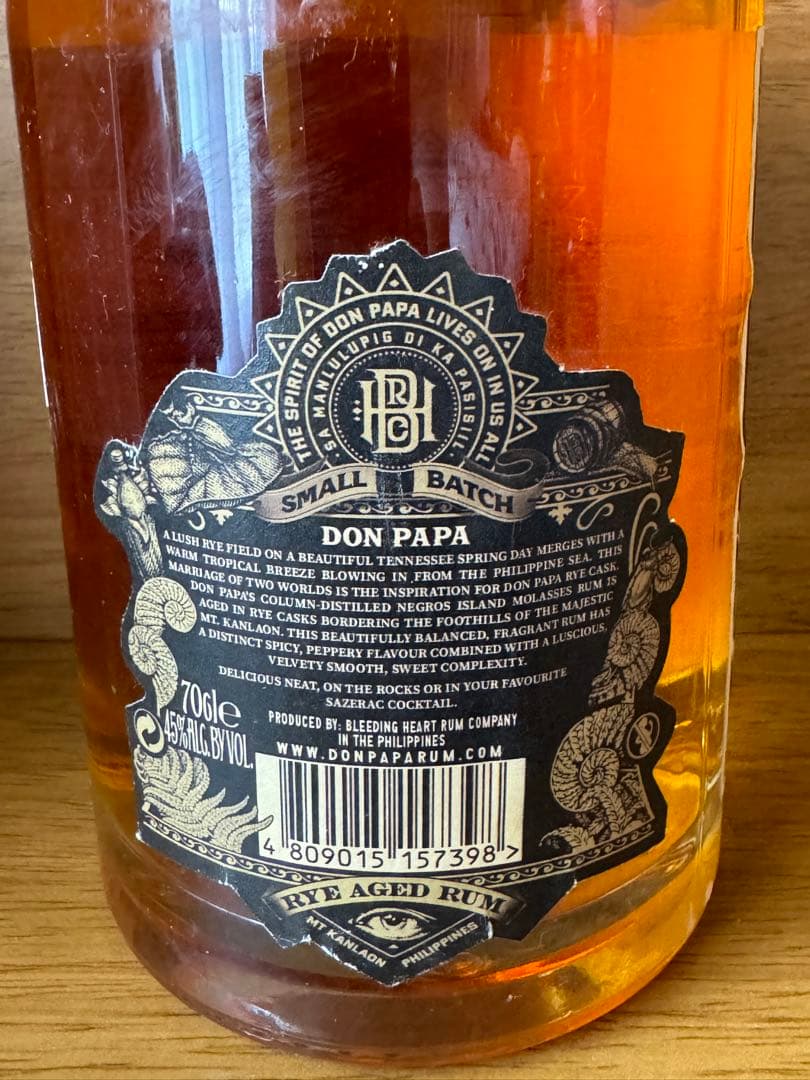 THE SPIRIT OF DON PAPA LIVES ON IN US ALL
SA MANLULUPIG DI KA PASISIIL
BRHC
SMALL BATCH
DON PAPA
A LUSH RYE FIELD ON A BEAUTIFUL TENNESSEE SPRING DAY MERGES WITH A
WARM TROPICAL BREEZE BLOWING IN FROM THE PHILIPPINE SEA. THIS
MARRIAGE OF TWO WORLDS IS THE INSPIRATION FOR DON PAPA RYE CASK.
DON PAPA'S COLUMN-DISTILLED NEGROS ISLAND MOLASSES RUM IS
AGED IN RYE CASKS BORDERING THE FOOTHILLS OF THE MAJESTIC
MT. KANLAON. THIS BEAUTIFULLY BALANCED, FRAGRANT RUM HAS
A DISTINCT SPICY, PEPPERY FLAVOUR COMBINED WITH A LUSCIOUS,
VELVETY SMOOTH, SWEET COMPLEXITY.
DELICIOUS NEAT, ON THE ROCKS OR IN YOUR FAVOURITE
SAZERAC COCKTAIL.
70cl e
45% ALC. BY VOL.
PRODUCED BY: BLEEDING HEART RUM COMPANY
IN THE PHILIPPINES
WWW.DONPAPARUM.COM
4 809015 157398 >
RYE AGED RUM
MT KANLAON PHILIPPINES